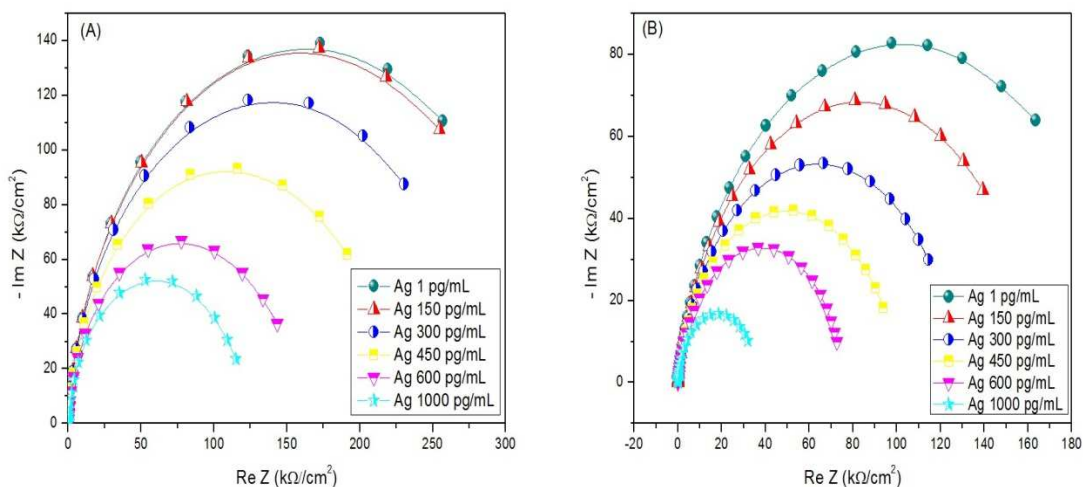 (A)
140
120
100
80
60
40
20
0
- Im Z (kΩ/cm²)
0 50 100 150 200 250 300
Re Z (kΩ//cm²)
Ag 1 pg/mL
Ag 150 pg/mL
Ag 300 pg/mL
Ag 450 pg/mL
Ag 600 pg/mL
Ag 1000 pg/mL
(B)
80
60
40
20
0
- Im Z (kΩ/cm²)
-20 0 20 40 60 80 100 120 140 160 180
Re Z (kΩ/cm²)
Ag 1 pg/mL
Ag 150 pg/mL
Ag 300 pg/mL
Ag 450 pg/mL
Ag 600 pg/mL
Ag 1000 pg/mL